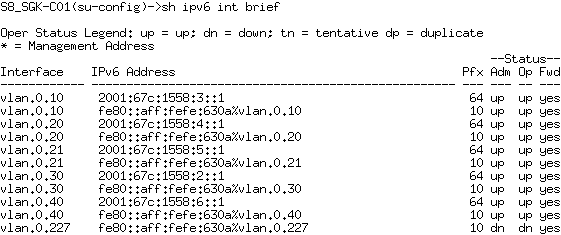 S8_SGK-C01(su-config)->sh ipv6 int brief
Oper Status Legend: up = up; dn = down; tn = tentative dp = duplicate
* = Management Address
--Status--
Interface IPv6 Address Pfx Adm Op Fwd
----------- ------------------------------------------------ --- --- -- ---
vlan.0.10 2001:67c:1558:3::1 64 up up yes
vlan.0.10 fe80::aff:fefe:630a%vlan.0.10 10 up up yes
vlan.0.20 2001:67c:1558:4::1 64 up up yes
vlan.0.20 fe80::aff:fefe:630a%vlan.0.20 10 up up yes
vlan.0.21 2001:67c:1558:5::1 64 up up yes
vlan.0.21 fe80::aff:fefe:630a%vlan.0.21 10 up up yes
vlan.0.30 2001:67c:1558:2::1 64 up up yes
vlan.0.30 fe80::aff:fefe:630a%vlan.0.30 10 up up yes
vlan.0.40 2001:67c:1558:6::1 64 up up yes
vlan.0.40 fe80::aff:fefe:630a%vlan.0.40 10 up up yes
vlan.0.227 fe80::aff:fefe:630a%vlan.0.227 10 dn dn yes